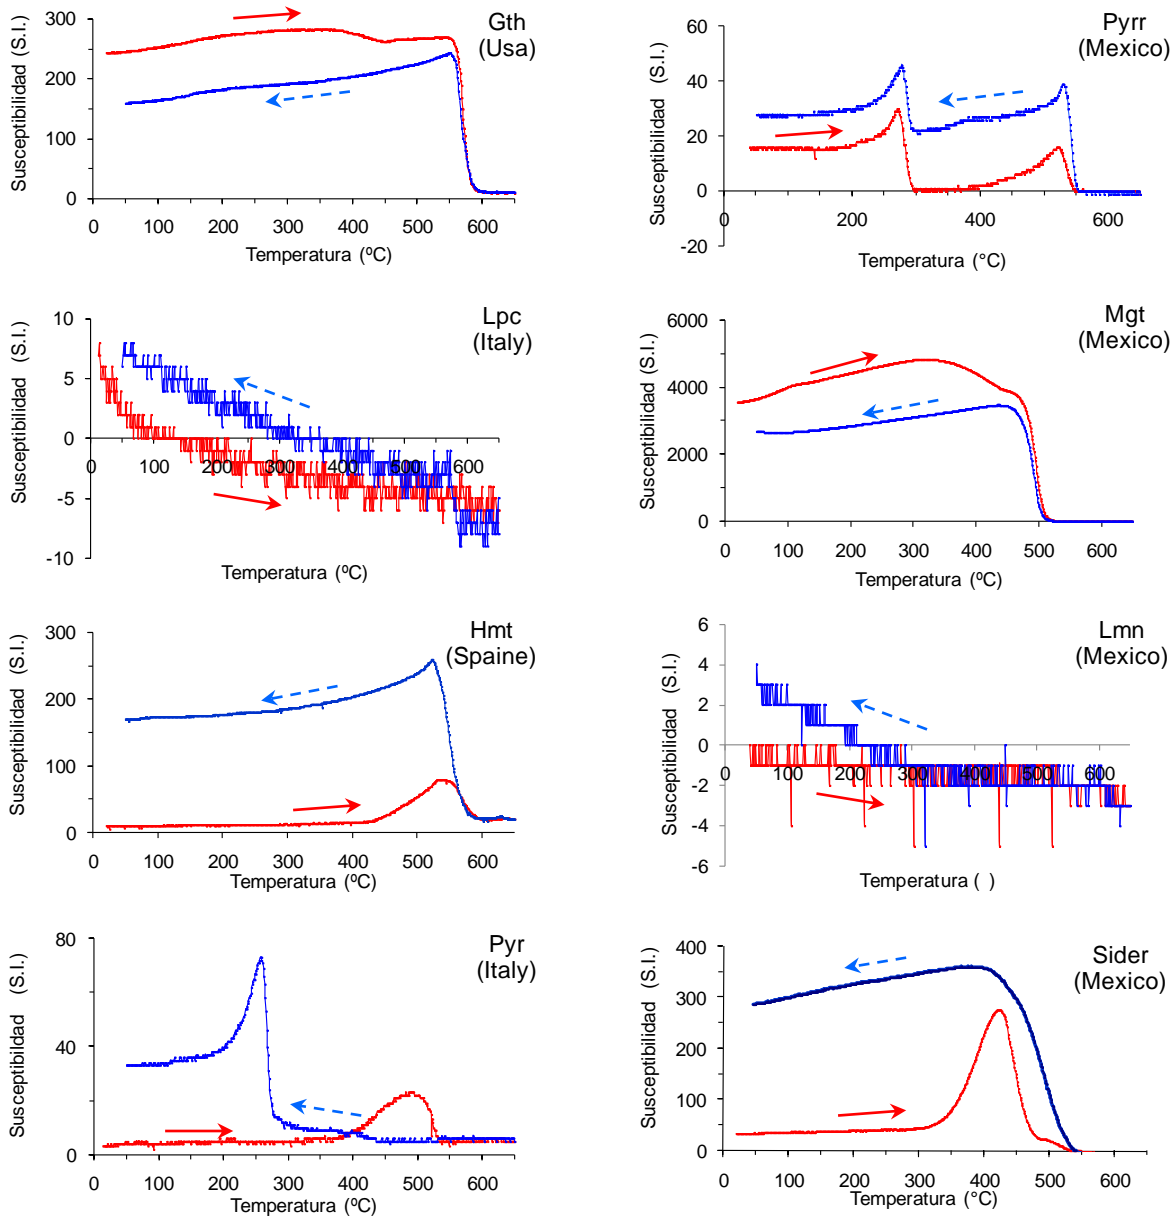 Gth
(Usa)
Susceptibilidad (S.I.)
300
200
100
0
0 100 200 300 400 500 600
Temperatura (ºC)
Pyrr
(Mexico)
Susceptibilidad (S.I.)
60
40
20
0
-20
0 200 400 600
Temperatura (°C)
Lpc
(Italy)
Susceptibilidad (S.I.)
10
5
0
-5
-10
0 100 200 300 400 500 600
Temperatura (ºC)
Mgt
(Mexico)
Susceptibilidad (S.I.)
6000
4000
2000
0
0 100 200 300 400 500 600
Temperatura (ºC)
Hmt
(Spaine)
Susceptibilidad (S.I.)
300
200
100
0
0 100 200 300 400 500 600
Temperatura (ºC)
Lmn
(Mexico)
Susceptibilidad (S.I.)
6
4
2
0
-2
-4
-6
0 100 200 300 400 500 600
Temperatura ( )
Pyr
(Italy)
Susceptibildad (S.I.)
80
40
0
0 100 200 300 400 500 600
Temperatura (ºC)
Sider
(Mexico)
Susceptibilidad (S.I.)
400
300
200
100
0
0 100 200 300 400 500 600
Temperatura (°C)